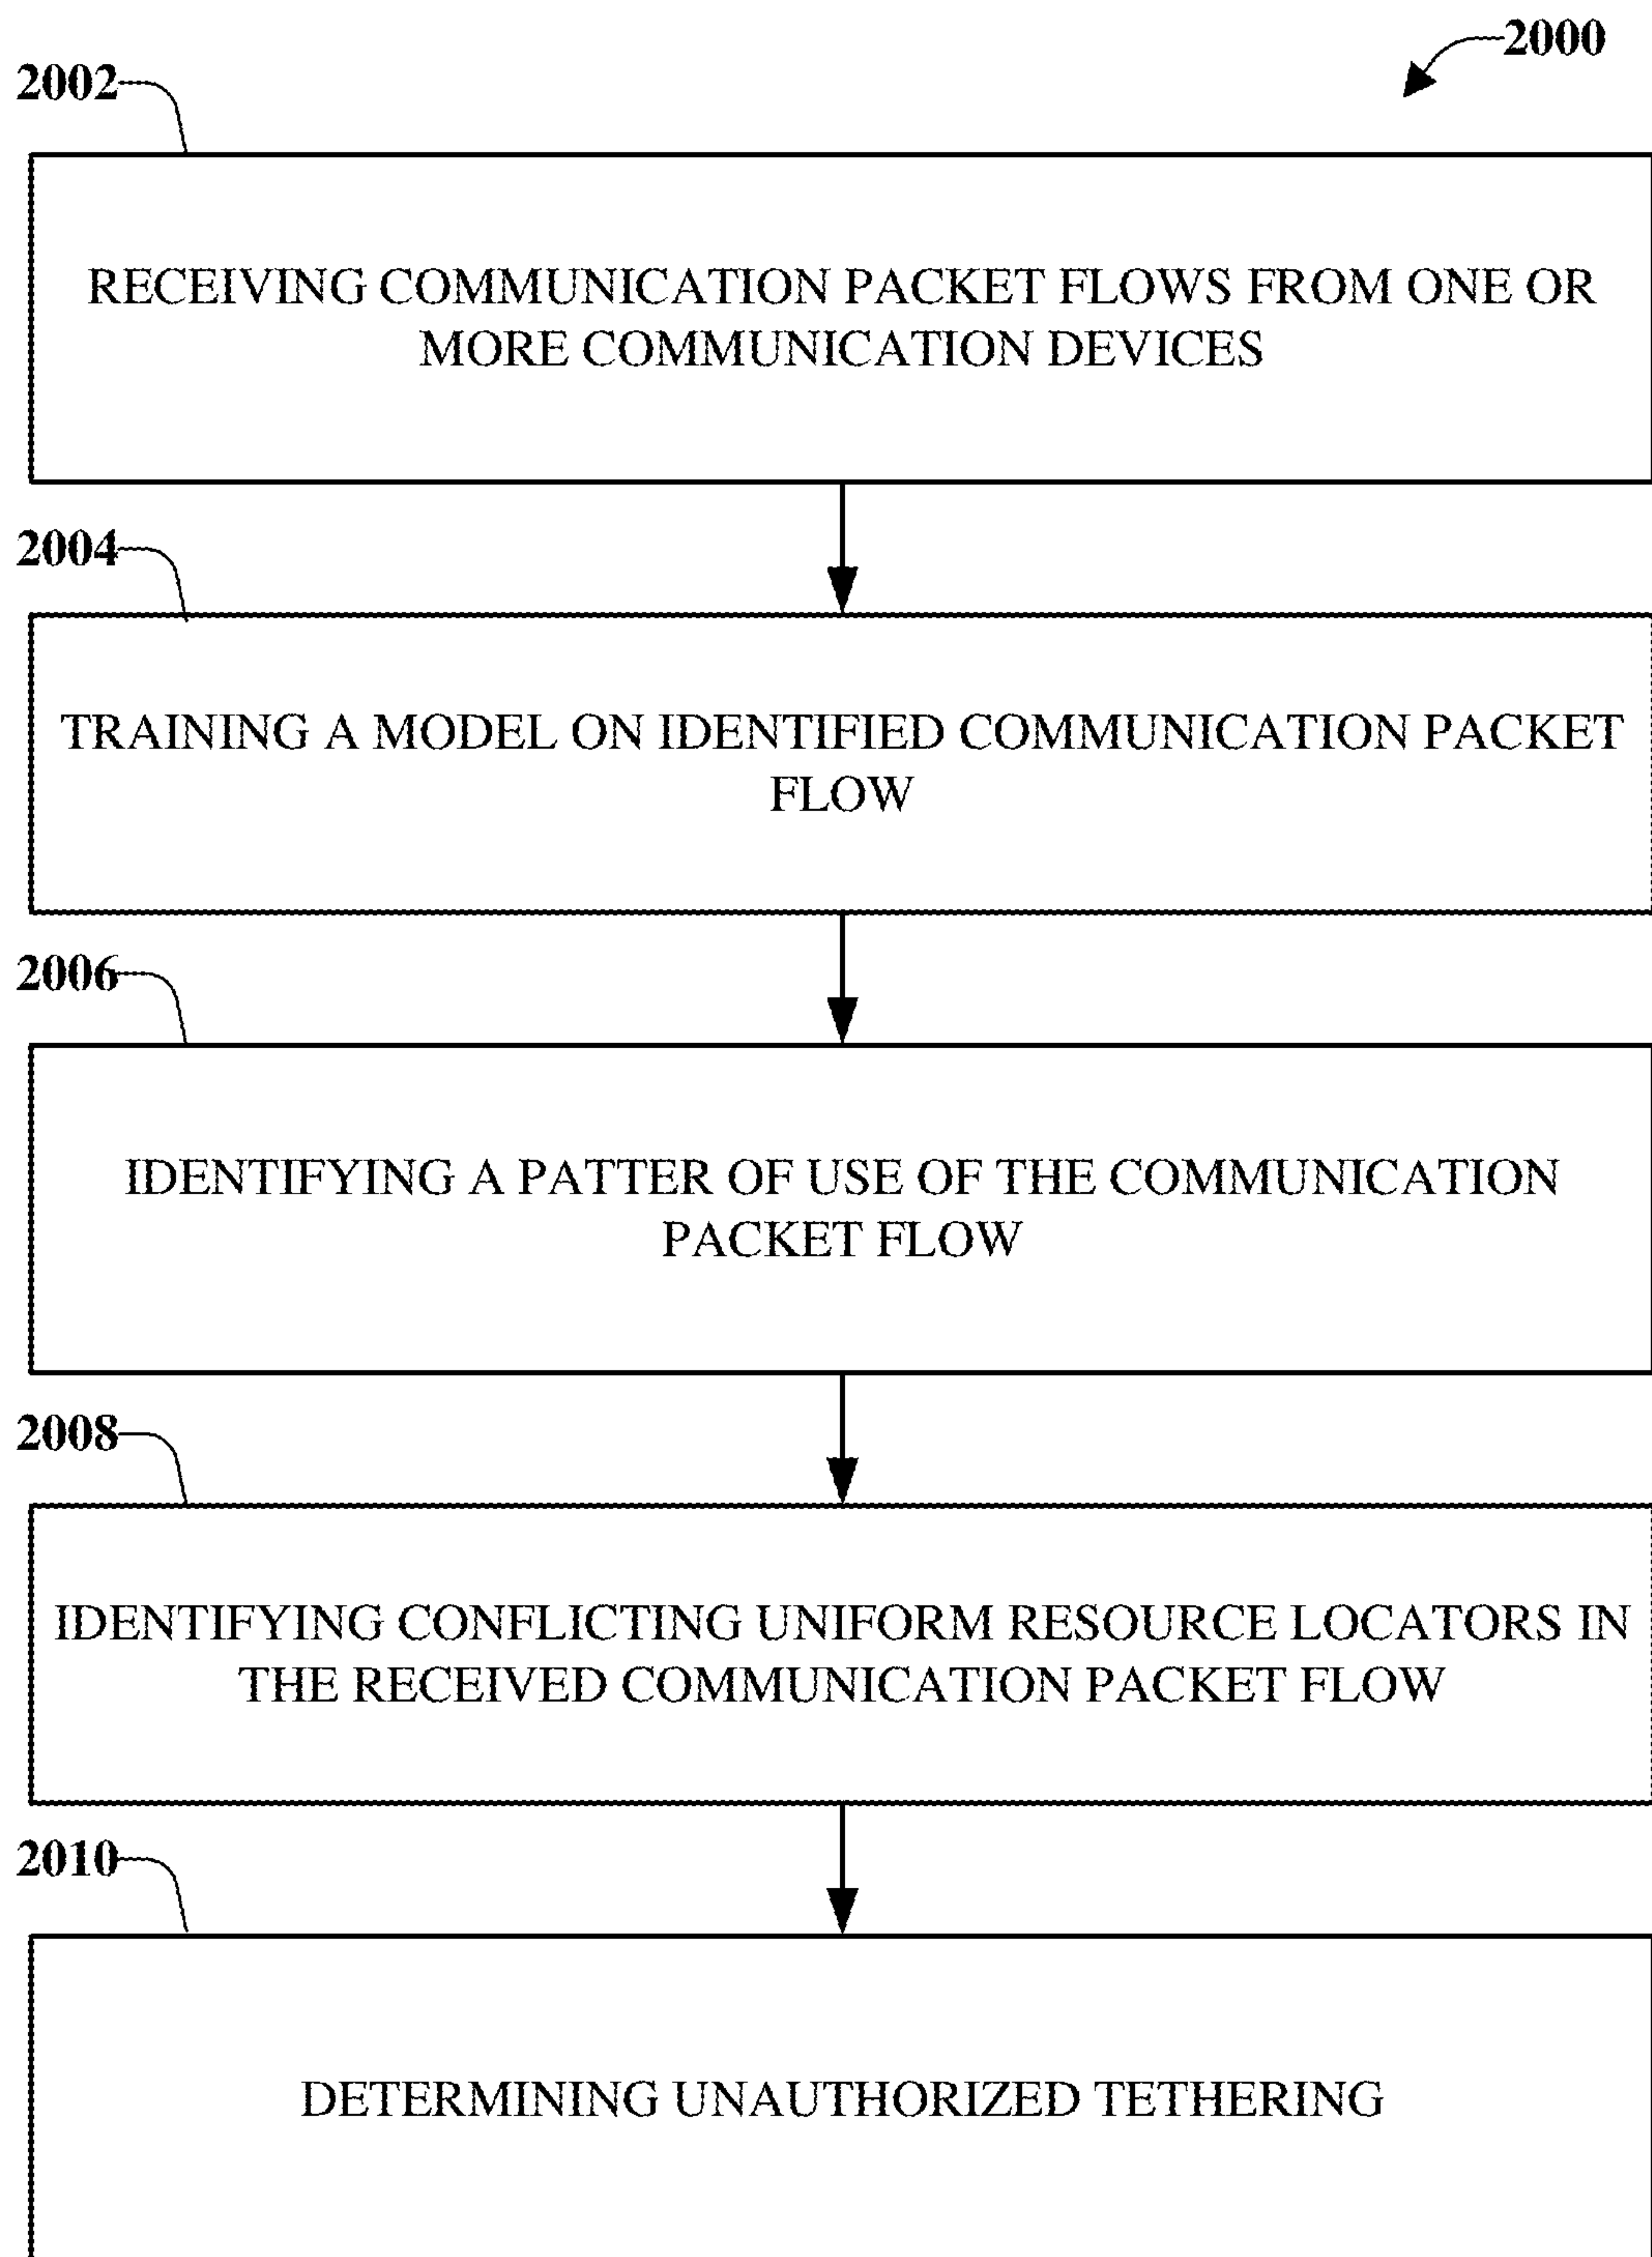 2000
2002
RECEIVING COMMUNICATION PACKET FLOWS FROM ONE OR
MORE COMMUNICATION DEVICES
2004
TRAINING A MODEL ON IDENTIFIED COMMUNICATION PACKET
FLOW
2006
IDENTIFYING A PATTER OF USE OF THE COMMUNICATION
PACKET FLOW
2008
IDENTIFYING CONFLICTING UNIFORM RESOURCE LOCATORS IN
THE RECEIVED COMMUNICATION PACKET FLOW
2010
DETERMINING UNAUTHORIZED TETHERING